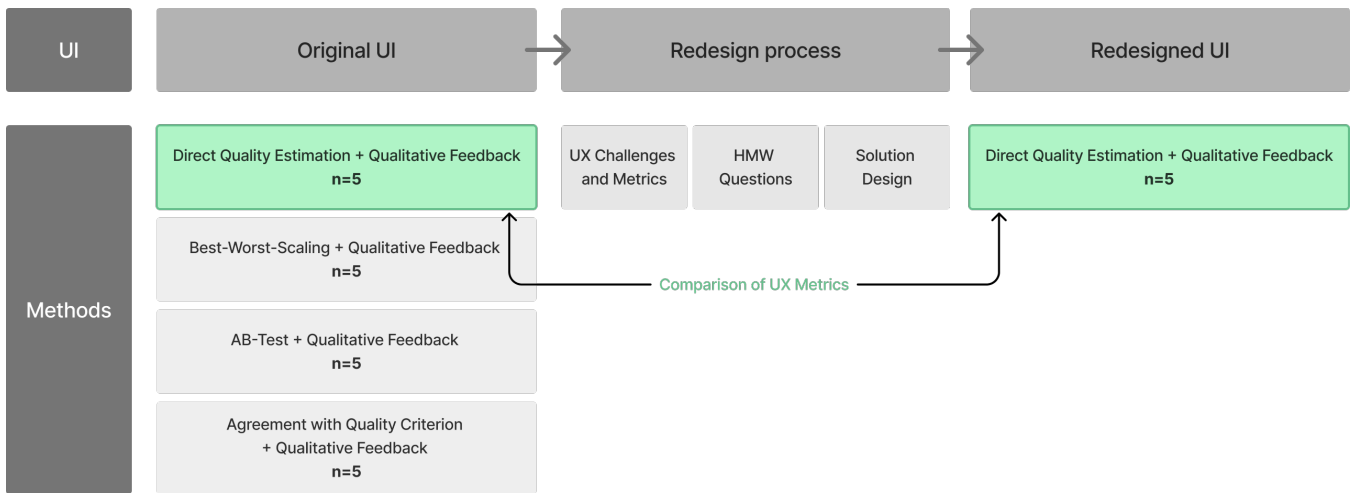 UI
Original UI
Redesign process
Redesigned UI
Methods
Direct Quality Estimation + Qualitative Feedback
n=5
Best-Worst-Scaling + Qualitative Feedback
n=5
AB-Test + Qualitative Feedback
n=5
Agreement with Quality Criterion
+ Qualitative Feedback
n=5
UX Challenges
and Metrics
HMW
Questions
Solution
Design
Direct Quality Estimation + Qualitative Feedback
n=5
Comparison of UX Metrics